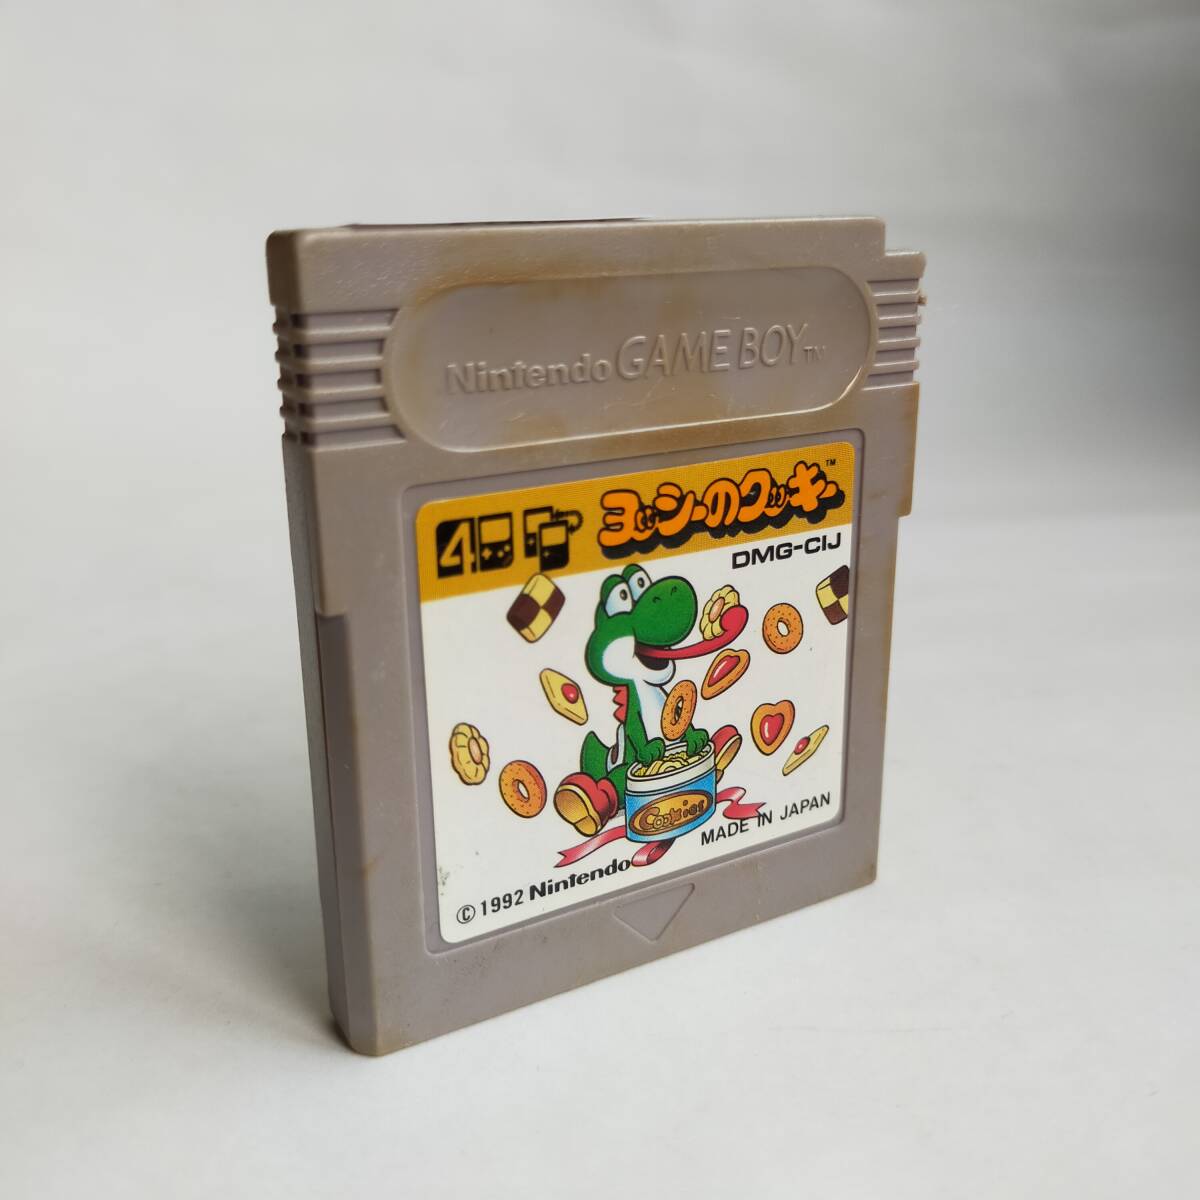 Nintendo GAME BOY TM
4 ヨッシーのクッキー TM
DMG-CIJ
Cookies
MADE IN JAPAN
© 1992 Nintendo